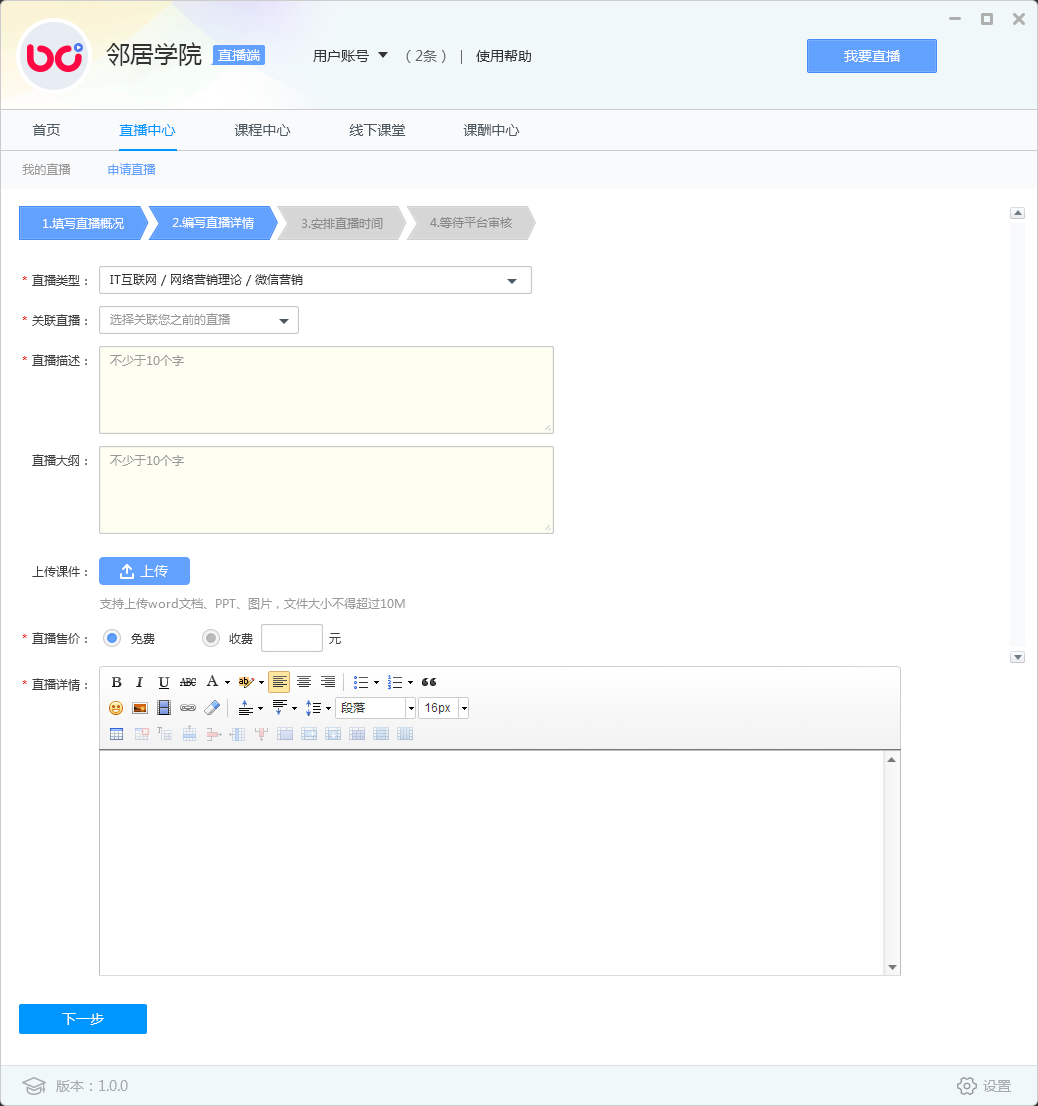 bci 邻居学院 直播端 用户账号 （2条） | 使用帮助 我要直播
首页 直播中心 课程中心 线下课堂 课酬中心
我的直播 申请直播
1.填写直播概况 2.编写直播详情 3.安排直播时间 4.等待平台审核
* 直播类型： IT互联网 / 网络营销理论 / 微信营销
* 关联直播： 选择关联您之前的直播
* 直播描述： 不少于10个字
直播大纲： 不少于10个字
上传课件： 上传
支持上传word文档、PPT、图片，文件大小不得超过10M
* 直播售价： 免费 收费 元
* 直播详情： B I U ABC A ab
段落 16px
下一步
版本：1.0.0 设置